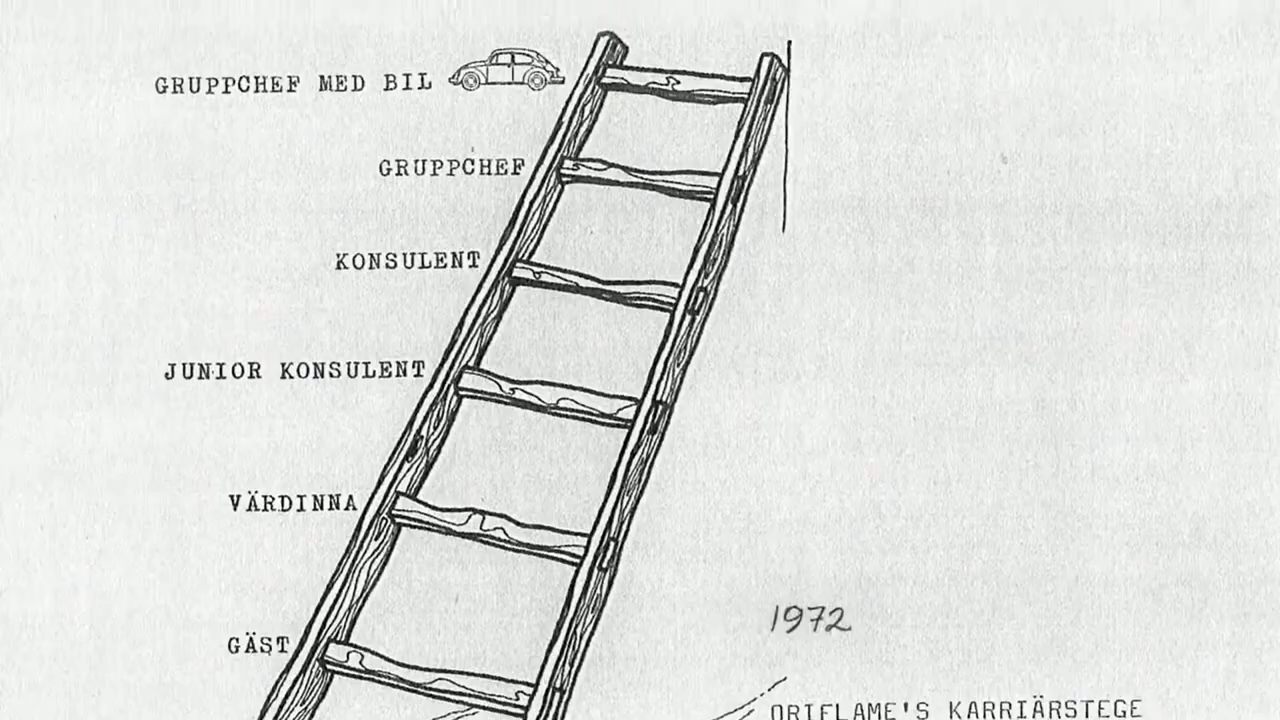 GRUPPCHEF MED BIL
GRUPPCHEF
KONSULENT
JUNIOR KONSULENT
VÄRDINNA
GÄST
1972
ORIFLAME'S KARRIÄRSTEGE